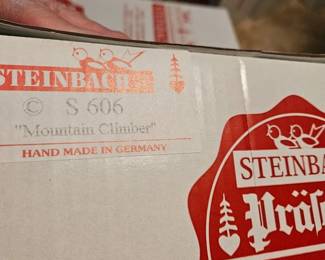 STEINBACH
© S 606
"Mountain Climber"
HAND MADE IN GERMANY
STEINBA
Präs